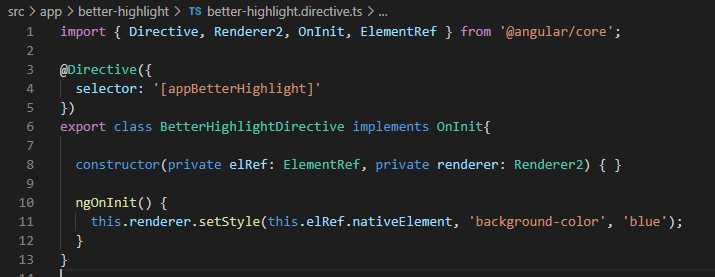 src > app > better-highlight > TS better-highlight.directive.ts > ...
1 import { Directive, Renderer2, OnInit, ElementRef } from '@angular/core';
2
3 @Directive({
4   selector: '[appBetterHighlight]'
5 })
6 export class BetterHighlightDirective implements OnInit{
7
8   constructor(private elRef: ElementRef, private renderer: Renderer2) { }
9
10   ngOnInit() {
11     this.renderer.setStyle(this.elRef.nativeElement, 'background-color', 'blue');
12   }
13 }
14